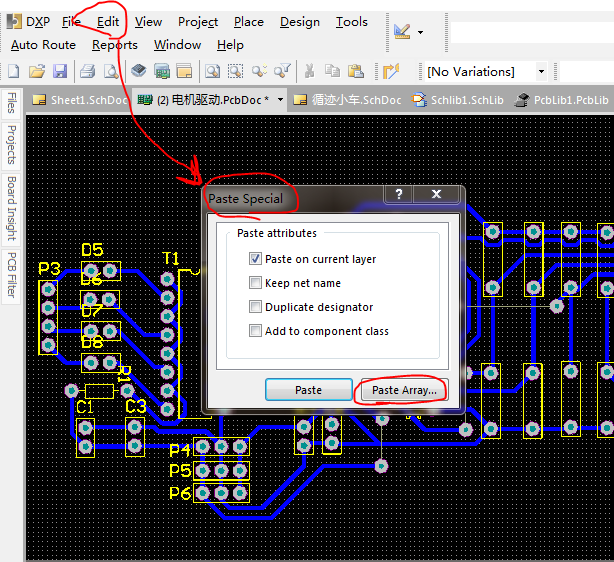 DXP File Edit View Project Place Design Tools
Auto Route Reports Window Help
[No Variations]
Sheet1.SchDoc (2) 电机驱动.PcbDoc * 循迹小车.SchDoc Schlib1.SchLib PcbLib1.PcbLib
Files
Projects
Board Insight
PCB Filter
Paste Special
Paste attributes
Paste on current layer
Keep net name
Duplicate designator
Add to component class
Paste Paste Array...
D5
T1
P3
D6
D7
D8
R1
C1 C3
P4
P5
P6